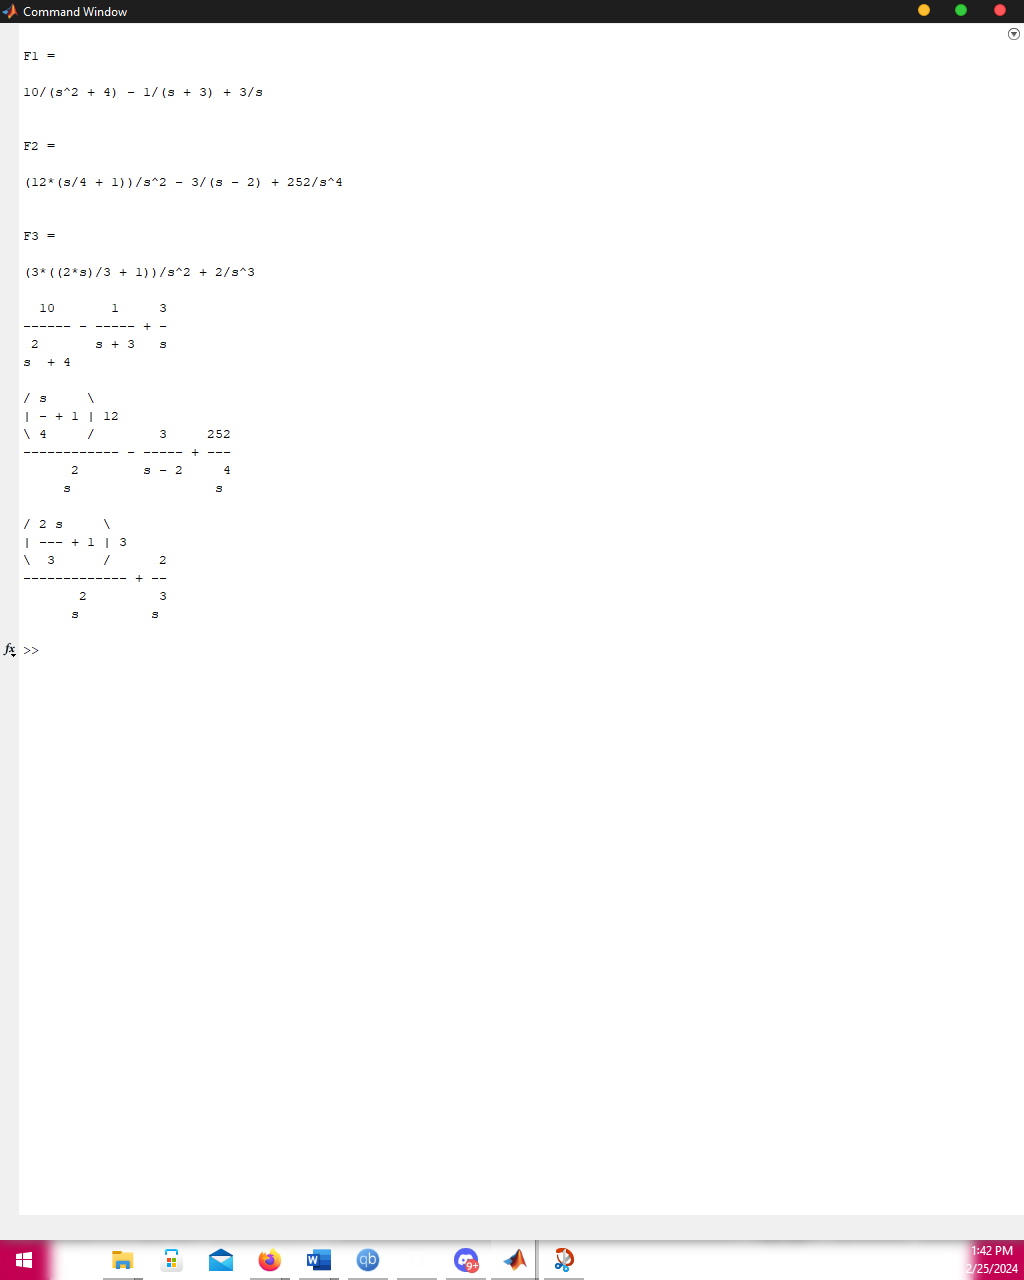 Command Window
F1 =
10/(s^2 + 4) - 1/(s + 3) + 3/s
F2 =
(12*(s/4 + 1))/s^2 - 3/(s - 2) + 252/s^4
F3 =
(3*((2*s)/3 + 1))/s^2 + 2/s^3
  10       1     3
------ - ----- + -
 2       s + 3   s
s  + 4
/ s     \
| - + 1 | 12
\ 4     /        3     252
------------ - ----- + ---
      2        s - 2     4
     s                  s
/ 2 s     \
| --- + 1 | 3
\  3      /      2
------------- + --
       2         3
      s         s
fx >>
W
qb
9+
1:42 PM
2/25/2024